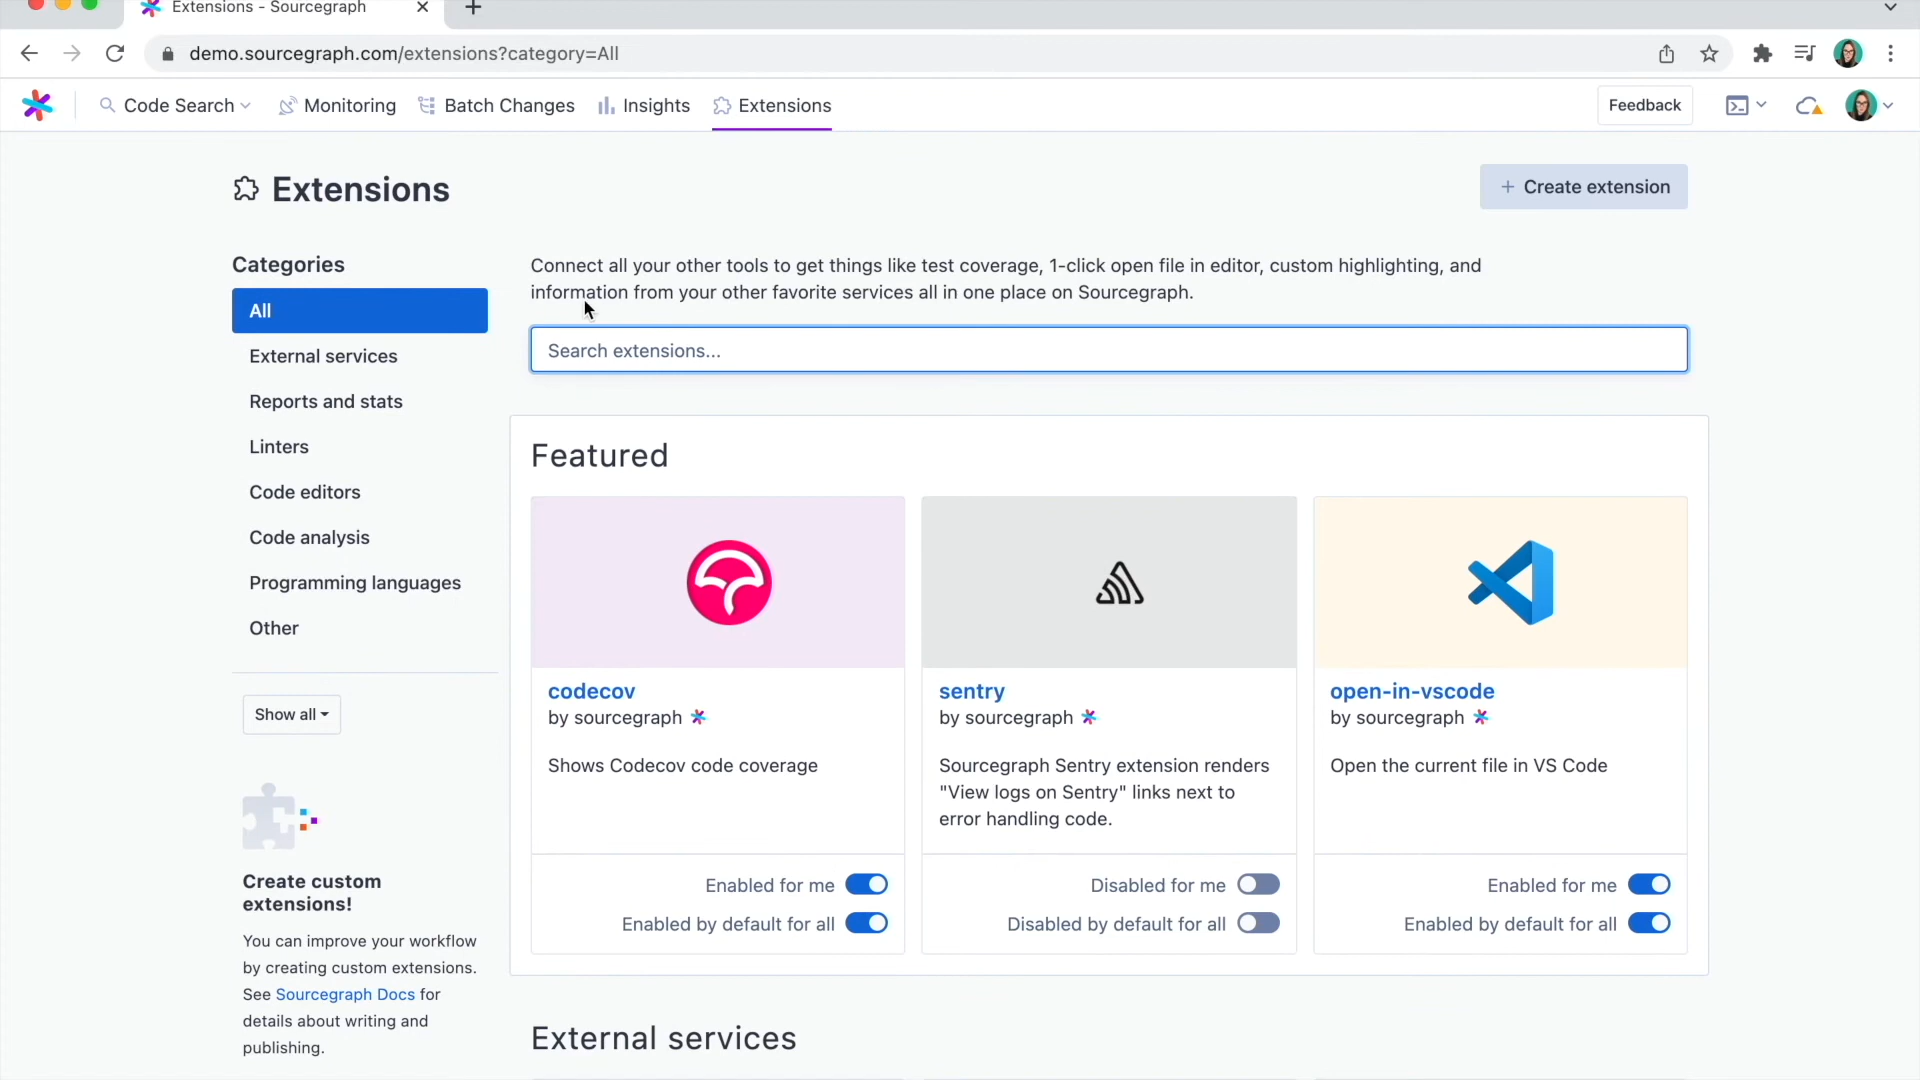 Extensions - Sourcegraph
demo.sourcegraph.com/extensions?category=All
Code Search
Monitoring
Batch Changes
Insights
Extensions
Feedback
Extensions
+ Create extension
Categories
All
External services
Reports and stats
Linters
Code editors
Code analysis
Programming languages
Other
Show all
Create custom
extensions!
You can improve your workflow
by creating custom extensions.
See Sourcegraph Docs for
details about writing and
publishing.
Connect all your other tools to get things like test coverage, 1-click open file in editor, custom highlighting, and
information from your other favorite services all in one place on Sourcegraph.
Search extensions...
Featured
codecov
by sourcegraph
Shows Codecov code coverage
Enabled for me
Enabled by default for all
sentry
by sourcegraph
Sourcegraph Sentry extension renders
"View logs on Sentry" links next to
error handling code.
Disabled for me
Disabled by default for all
open-in-vscode
by sourcegraph
Open the current file in VS Code
Enabled for me
Enabled by default for all
External services